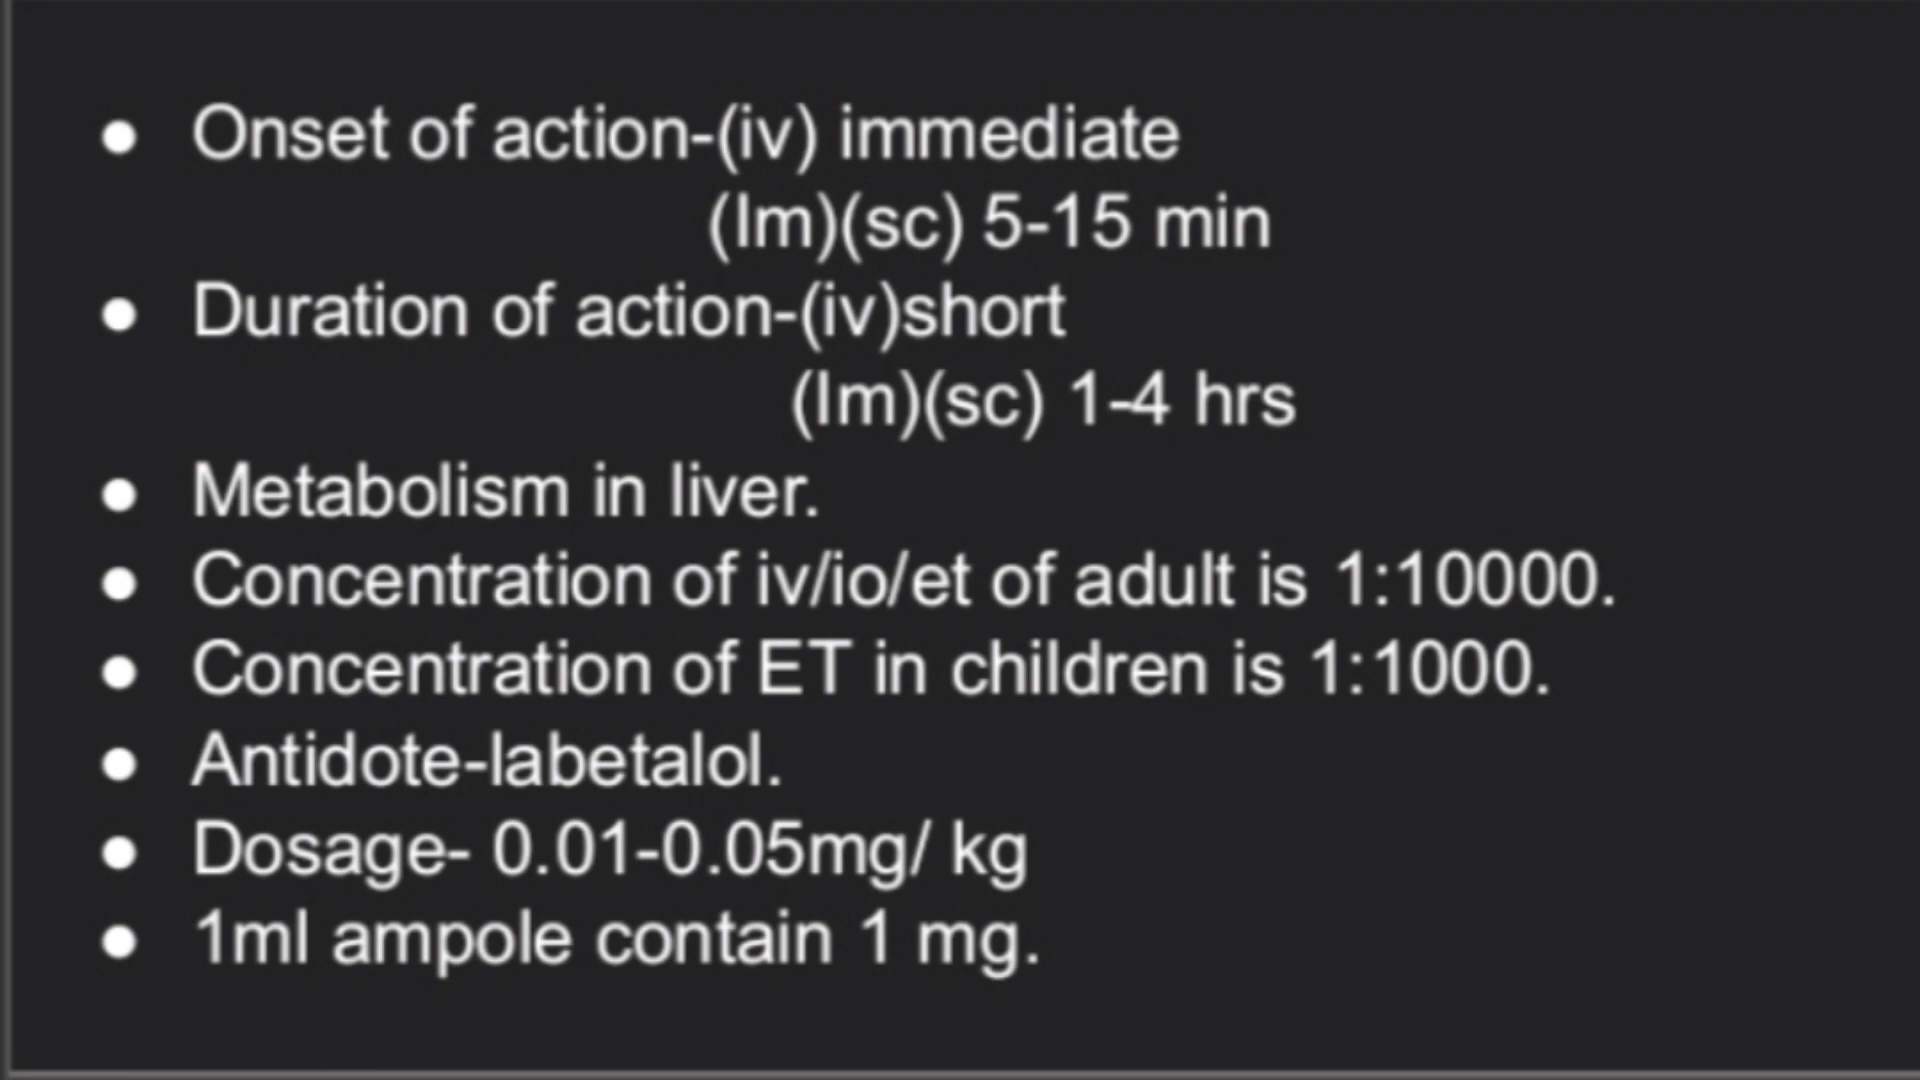 ● Onset of action-(iv) immediate
(Im)(sc) 5-15 min
● Duration of action-(iv)short
(Im)(sc) 1-4 hrs
● Metabolism in liver.
● Concentration of iv/io/et of adult is 1:10000.
● Concentration of ET in children is 1:1000.
● Antidote-labetalol.
● Dosage- 0.01-0.05mg/ kg
● 1ml ampole contain 1 mg.